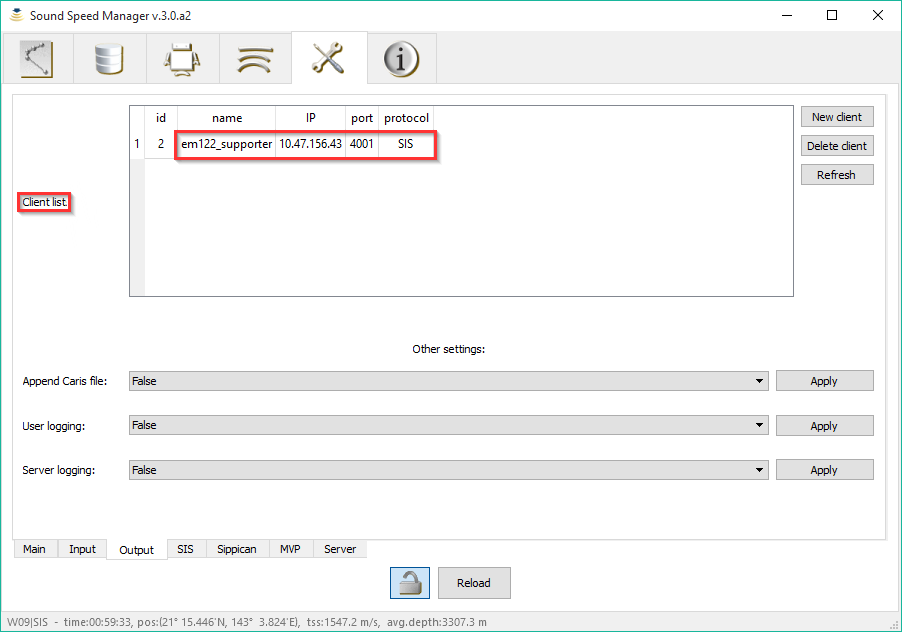 Sound Speed Manager v.3.0.a2
id name IP port protocol
1 2 em122_supporter 10.47.156.43 4001 SIS
New client
Delete client
Refresh
Client list:
Other settings:
Append Caris file: False Apply
User logging: False Apply
Server logging: False Apply
Main Input Output SIS Sippican MVP Server
Reload
W09|SIS - time:00:59:33, pos:(21° 15.446'N, 143° 3.824'E), tss:1547.2 m/s, avg.depth:3307.3 m